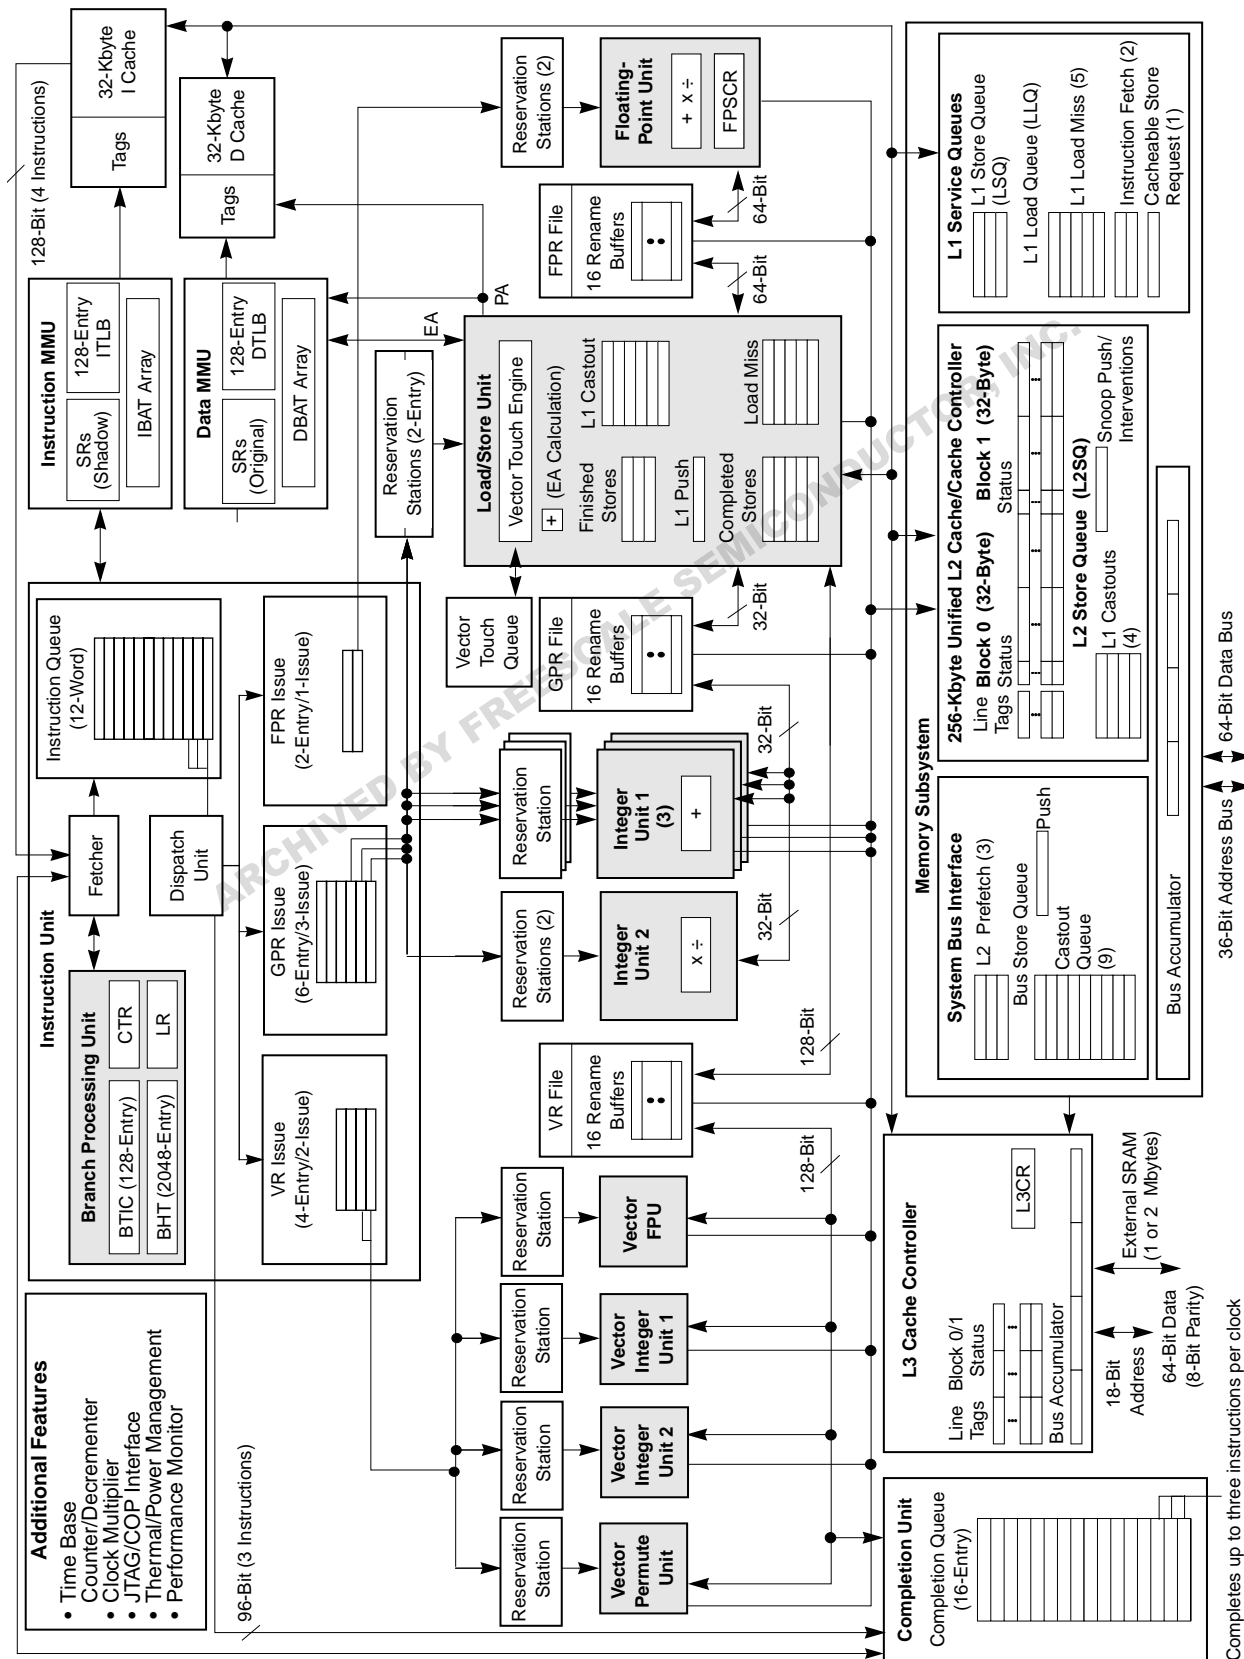 Additional Features
• Time Base
Counter/Decrementer
• Clock Multiplier
• JTAG/COP Interface
• Thermal/Power Management
• Performance Monitor
96-Bit (3 Instructions)
Instruction Unit
Branch Processing Unit
BTIC (128-Entry)
CTR
BHT (2048-Entry)
LR
Fetcher
Dispatch
Unit
Instruction Queue
(12-Word)
VR Issue
(4-Entry/2-Issue)
GPR Issue
(6-Entry/3-Issue)
FPR Issue
(2-Entry/1-Issue)
128-Bit (4 Instructions)
Instruction MMU
SRs
(Shadow)
128-Entry
ITLB
IBAT Array
Tags
32-Kbyte
I Cache
Data MMU
SRs
(Original)
128-Entry
DTLB
DBAT Array
Tags
32-Kbyte
D Cache
EA
PA
Reservation
Station
Reservation
Station
Reservation
Station
Reservation
Station
Vector
Permute
Unit
Vector
Integer
Unit 2
Vector
Integer
Unit 1
Vector
FPU
VR File
16 Rename
Buffers
128-Bit
128-Bit
Reservation
Stations (2)
Integer
Unit 2
x ÷
Reservation
Station
Integer
Unit 1
(3)
+
32-Bit
32-Bit
GPR File
16 Rename
Buffers
32-Bit
Vector
Touch
Queue
Reservation
Stations (2-Entry)
Load/Store Unit
Vector Touch Engine
+
(EA Calculation)
Finished
Stores
L1 Castout
L1 Push
Completed
Stores
Load Miss
FPR File
16 Rename
Buffers
64-Bit
64-Bit
Reservation
Stations (2)
Floating-
Point Unit
+ x ÷
FPSCR
Completion Unit
Completion Queue
(16-Entry)
Completes up to three instructions per clock
L3 Cache Controller
Line
Tags
Block 0/1
Status
L3CR
Bus Accumulator
18-Bit
Address
64-Bit Data
(8-Bit Parity)
External SRAM
(1 or 2 Mbytes)
Memory Subsystem
System Bus Interface
L2 Prefetch (3)
Bus Store Queue
Castout
Queue
(9)
Push
Bus Accumulator
256-Kbyte Unified L2 Cache/Cache Controller
Line
Tags
Block 0 (32-Byte)
Status
Block 1 (32-Byte)
Status
L2 Store Queue (L2SQ)
L1 Castouts
(4)
Snoop Push/
Interventions
L1 Service Queues
L1 Store Queue
(LSQ)
L1 Load Queue (LLQ)
L1 Load Miss (5)
Instruction Fetch (2)
Cacheable Store
Request (1)
36-Bit Address Bus
64-Bit Data Bus
ARCHIVED BY FREESCALE SEMICONDUCTOR, INC.